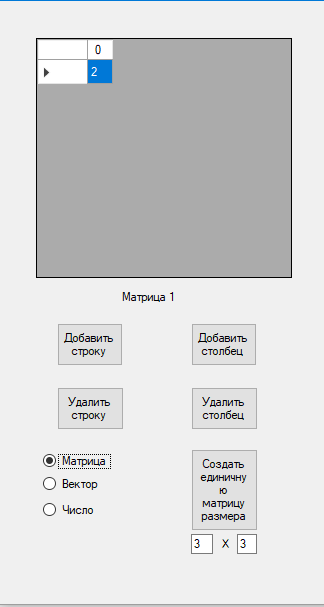 0
2
Матрица 1
Добавить
строку
Добавить
столбец
Удалить
строку
Удалить
столбец
Матрица
Вектор
Число
Создать
единичну
ю
матрицу
размера
3 X 3